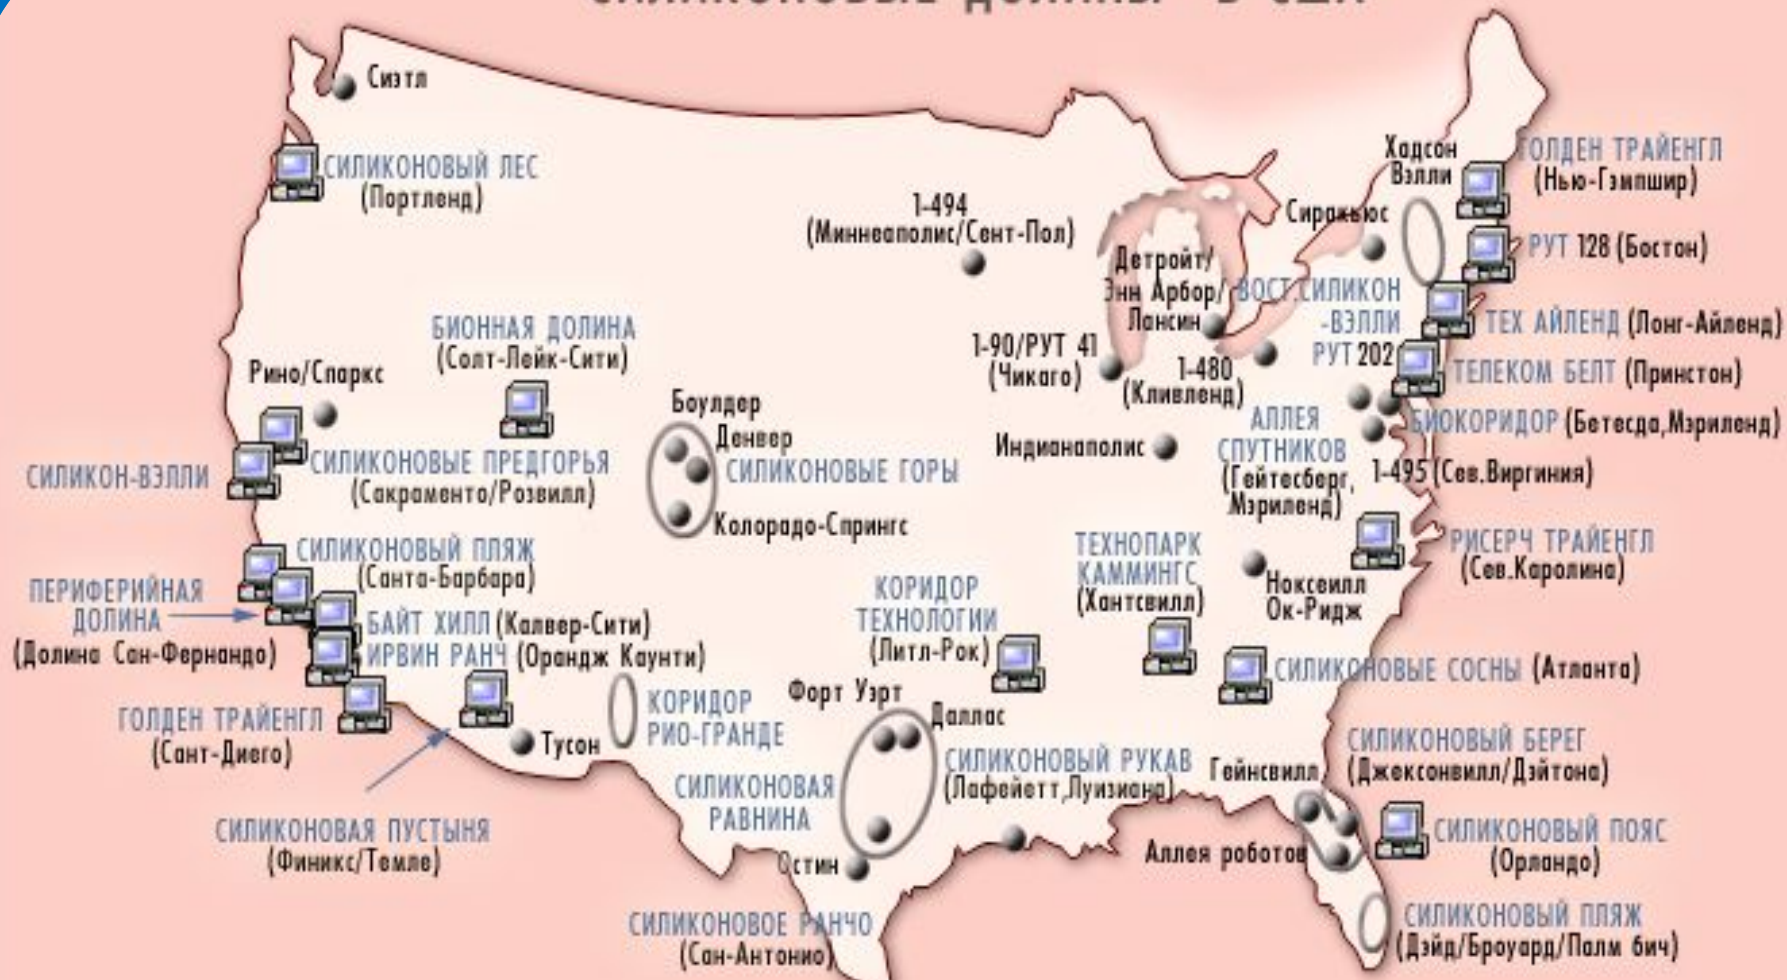 СИЛИКОНОВЫЕ ДОЛИНЫ В США
Сиэтл
СИЛИКОНОВЫЙ ЛЕС
(Портленд)
1-494
(Миннеаполис/Сент-Пол)
Хадсон
Вэлли
ГОЛДЕН ТРАЙЕНГЛ
(Нью-Гэмпшир)
Сиракьюс
РУТ 128 (Бостон)
Детройт/
Энн Арбор/
Лансин
ВОСТ.СИЛИКОН
-ВЭЛЛИ
РУТ 202
ТЕХ АЙЛЕНД (Лонг-Айленд)
БИОННАЯ ДОЛИНА
(Солт-Лейк-Сити)
1-90/РУТ 41
(Чикаго)
1-480
(Кливленд)
ТЕЛЕКОМ БЕЛТ (Принстон)
Рино/Спаркс
Боулдер
Денвер
СИЛИКОНОВЫЕ ГОРЫ
Колорадо-Спрингс
Индианаполис
АЛЛЕЯ
СПУТНИКОВ
(Гейтесберг,
Мэриленд)
БИОКОРИДОР (Бетесда,Мэриленд)
1-495 (Сев.Виргиния)
СИЛИКОН-ВЭЛЛИ
СИЛИКОНОВЫЕ ПРЕДГОРЬЯ
(Сакраменто/Розвилл)
СИЛИКОНОВЫЙ ПЛЯЖ
(Санта-Барбара)
ТЕХНОПАРК
КАММИНГС
(Хантсвилл)
РИСЕРЧ ТРАЙЕНГЛ
(Сев.Каролина)
Ноксвилл
Ок-Ридж
ПЕРИФЕРИЙНАЯ
ДОЛИНА
(Долина Сан-Фернандо)
БАЙТ ХИЛЛ (Калвер-Сити)
ИРВИН РАНЧ (Орандж Каунти)
КОРИДОР
ТЕХНОЛОГИИ
(Литл-Рок)
СИЛИКОНОВЫЕ СОСНЫ (Атланта)
ГОЛДЕН ТРАЙЕНГЛ
(Сант-Диего)
Тусон
КОРИДОР
РИО-ГРАНДЕ
Форт Уэрт
Даллас
СИЛИКОНОВАЯ
РАВНИНА
СИЛИКОНОВЫЙ РУКАВ
(Лафейетт,Луизиана)
Гейнсвилл
СИЛИКОНОВЫЙ БЕРЕГ
(Джексонвилл/Дэйтона)
СИЛИКОНОВАЯ ПУСТЫНЯ
(Финикс/Темпе)
Остин
Аллея роботов
СИЛИКОНОВЫЙ ПОЯС
(Орландо)
СИЛИКОНОВОЕ РАНЧО
(Сан-Антонио)
СИЛИКОНОВЫЙ ПЛЯЖ
(Дэйд/Броуард/Палм бич)